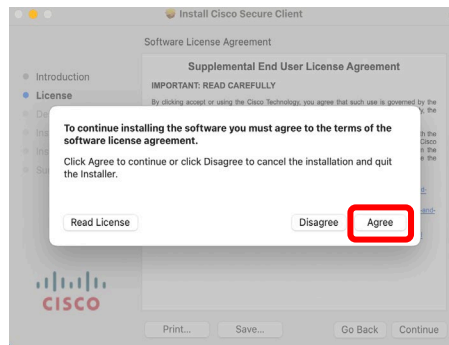 Install Cisco Secure Client
Software License Agreement
Introduction
License
Supplemental End User License Agreement
IMPORTANT: READ CAREFULLY
By clicking accept or using the Cisco Technology, you agree that such use is governed by the
To continue installing the software you must agree to the terms of the
software license agreement.
Click Agree to continue or click Disagree to cancel the installation and quit
the Installer.
Read License
Disagree
Agree
CISCO
Print...
Save...
Go Back
Continue